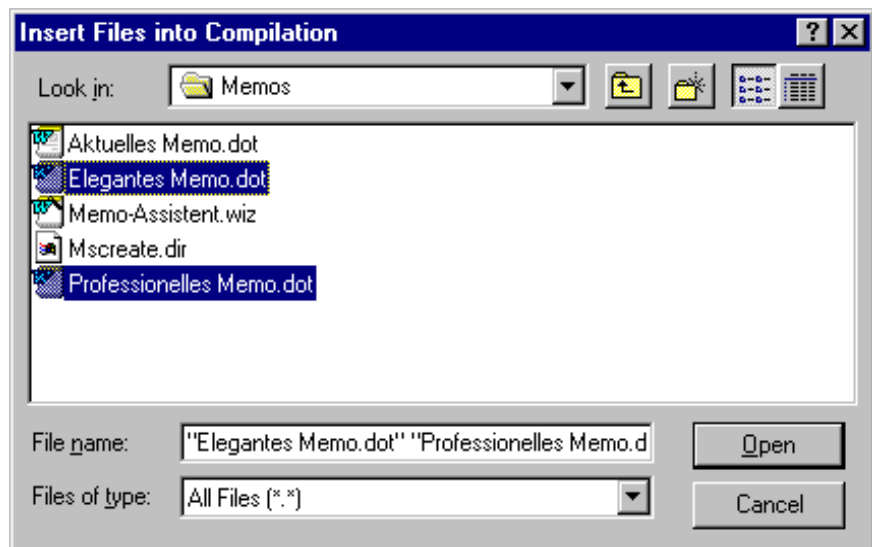 Insert Files into Compilation
Look in: Memos
Aktuelles Memo.dot
Elegantes Memo.dot
Memo-Assistent.wiz
Mscreate.dir
Professionelles Memo.dot
File name: "Elegantes Memo.dot" "Professionelles Memo.d Open
Files of type: All Files (*.*) Cancel